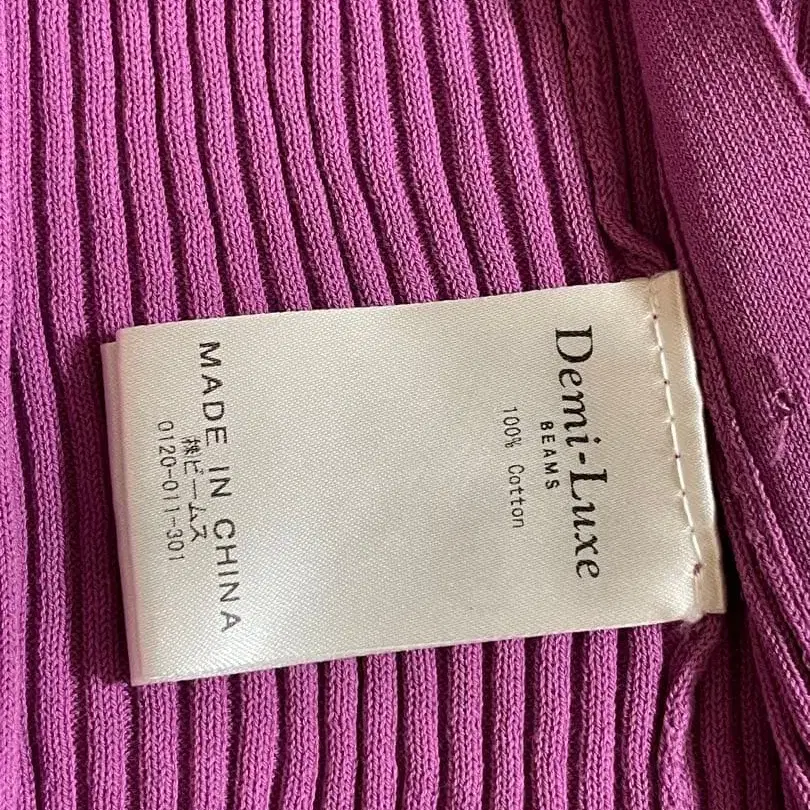 Demi-Luxe
BEAMS
100% Cotton
MADE IN CHINA
㈱ビームス
0120-011-301